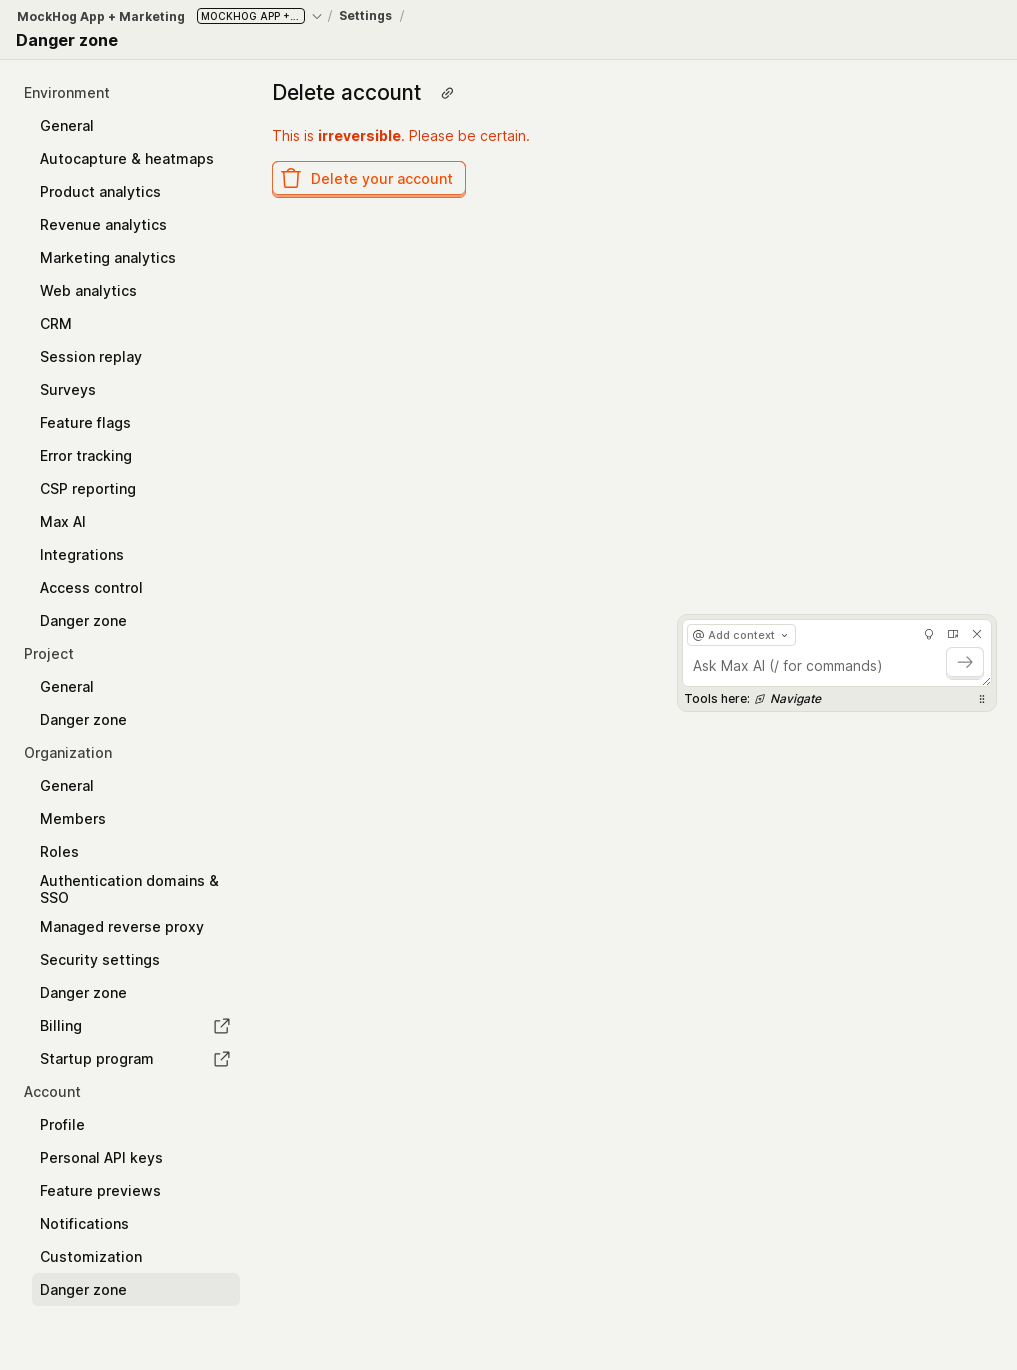 MockHog App + Marketing MOCKHOG APP +... / Settings /
Danger zone
Environment
General
Autocapture & heatmaps
Product analytics
Revenue analytics
Marketing analytics
Web analytics
CRM
Session replay
Surveys
Feature flags
Error tracking
CSP reporting
Max AI
Integrations
Access control
Danger zone
Project
General
Danger zone
Organization
General
Members
Roles
Authentication domains &
SSO
Managed reverse proxy
Security settings
Danger zone
Billing
Startup program
Account
Profile
Personal API keys
Feature previews
Notifications
Customization
Danger zone
Delete account
This is irreversible. Please be certain.
Delete your account
@ Add context
Ask Max AI (/ for commands)
Tools here: Navigate